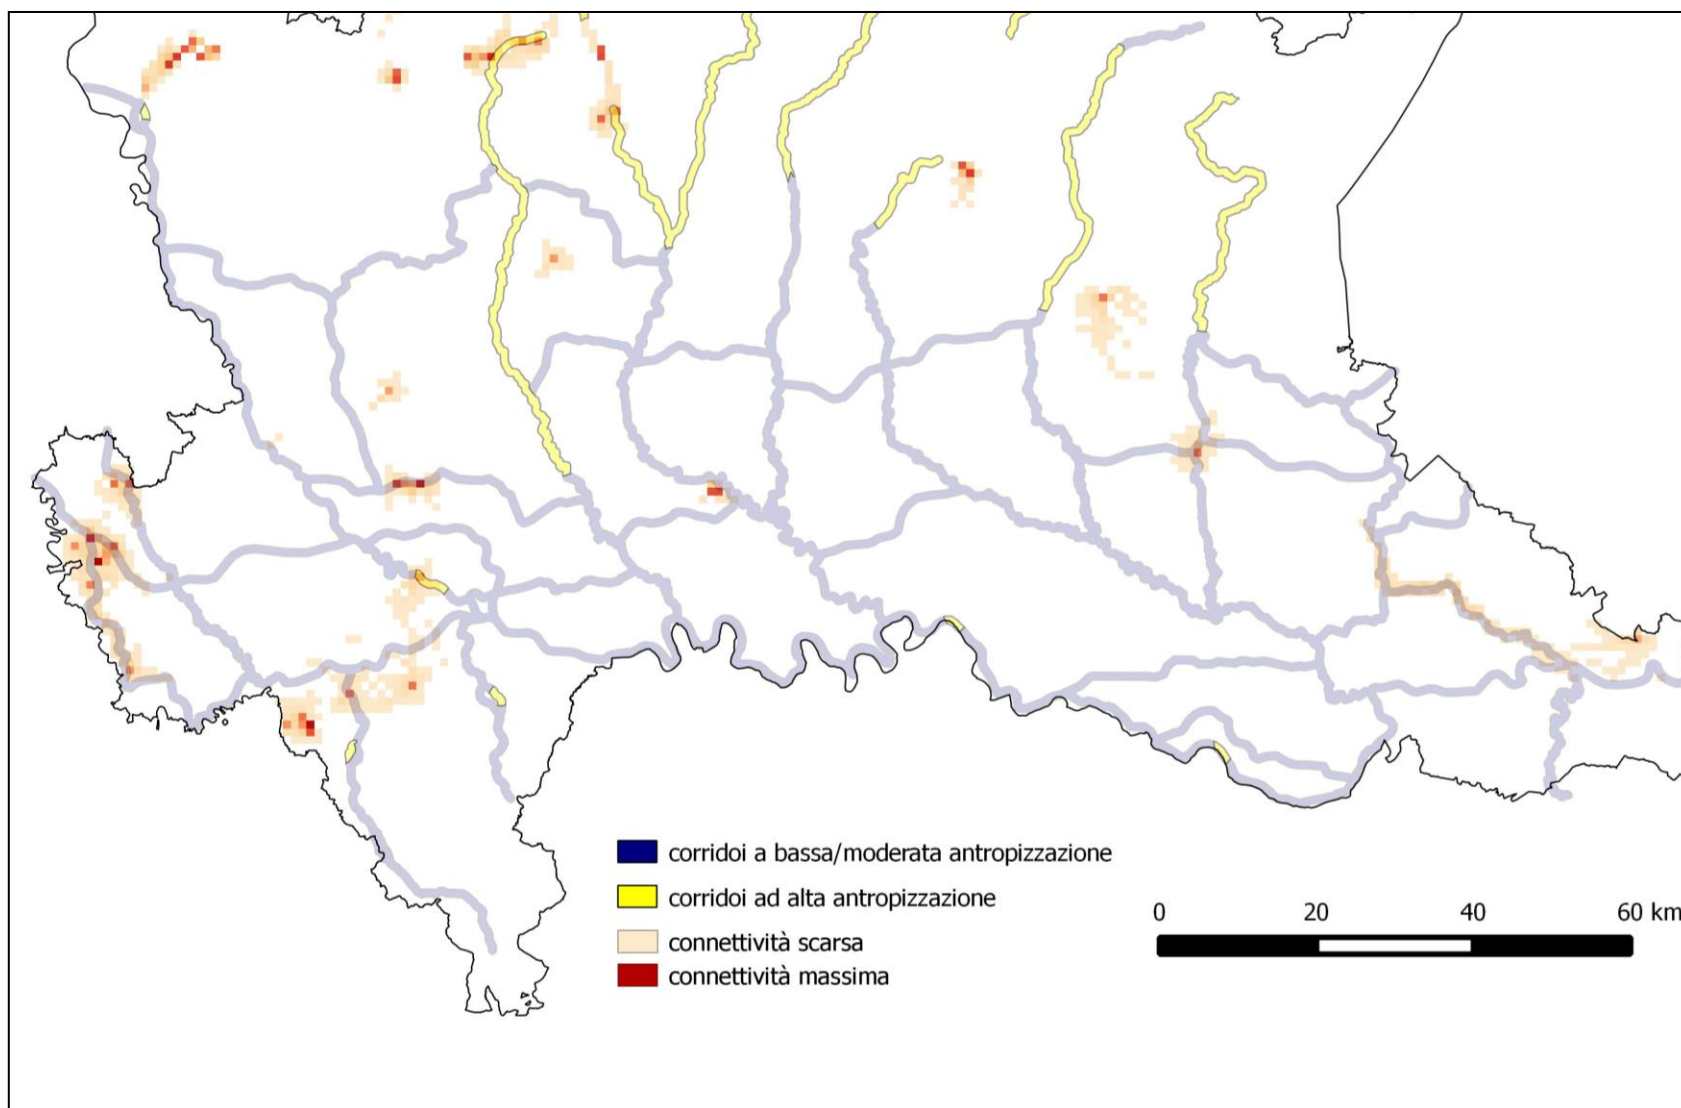 corridoi a bassa/moderata antropizzazione
corridoi ad alta antropizzazione
connettività scarsa
connettività massima
0 20 40 60 km